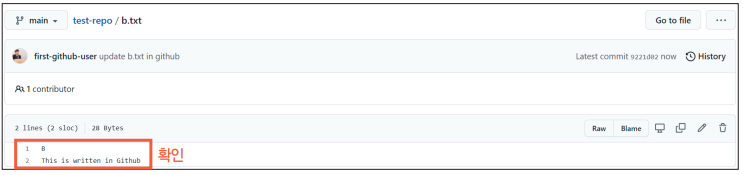 main test-repo / b.txt Go to file ...
first-github-user update b.txt in github Latest commit 9221d82 now History
1 contributor
2 lines (2 sloc) 28 Bytes Raw Blame
1 B
2 This is written in Github 확인